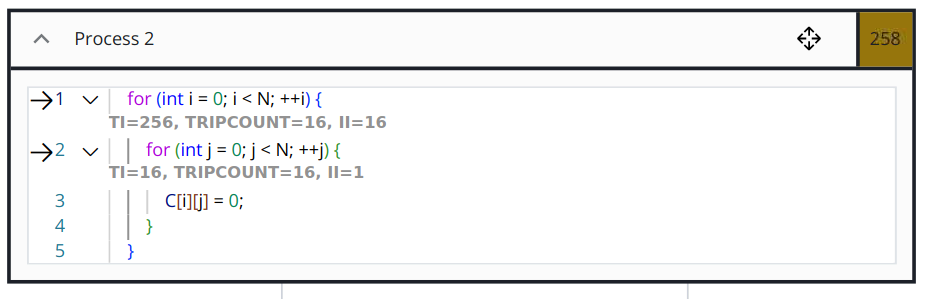 Process 2
258
→1 for (int i = 0; i < N; ++i) {
TI=256, TRIPCOUNT=16, II=16
→2 for (int j = 0; j < N; ++j) {
TI=16, TRIPCOUNT=16, II=1
3 C[i][j] = 0;
4 }
5 }